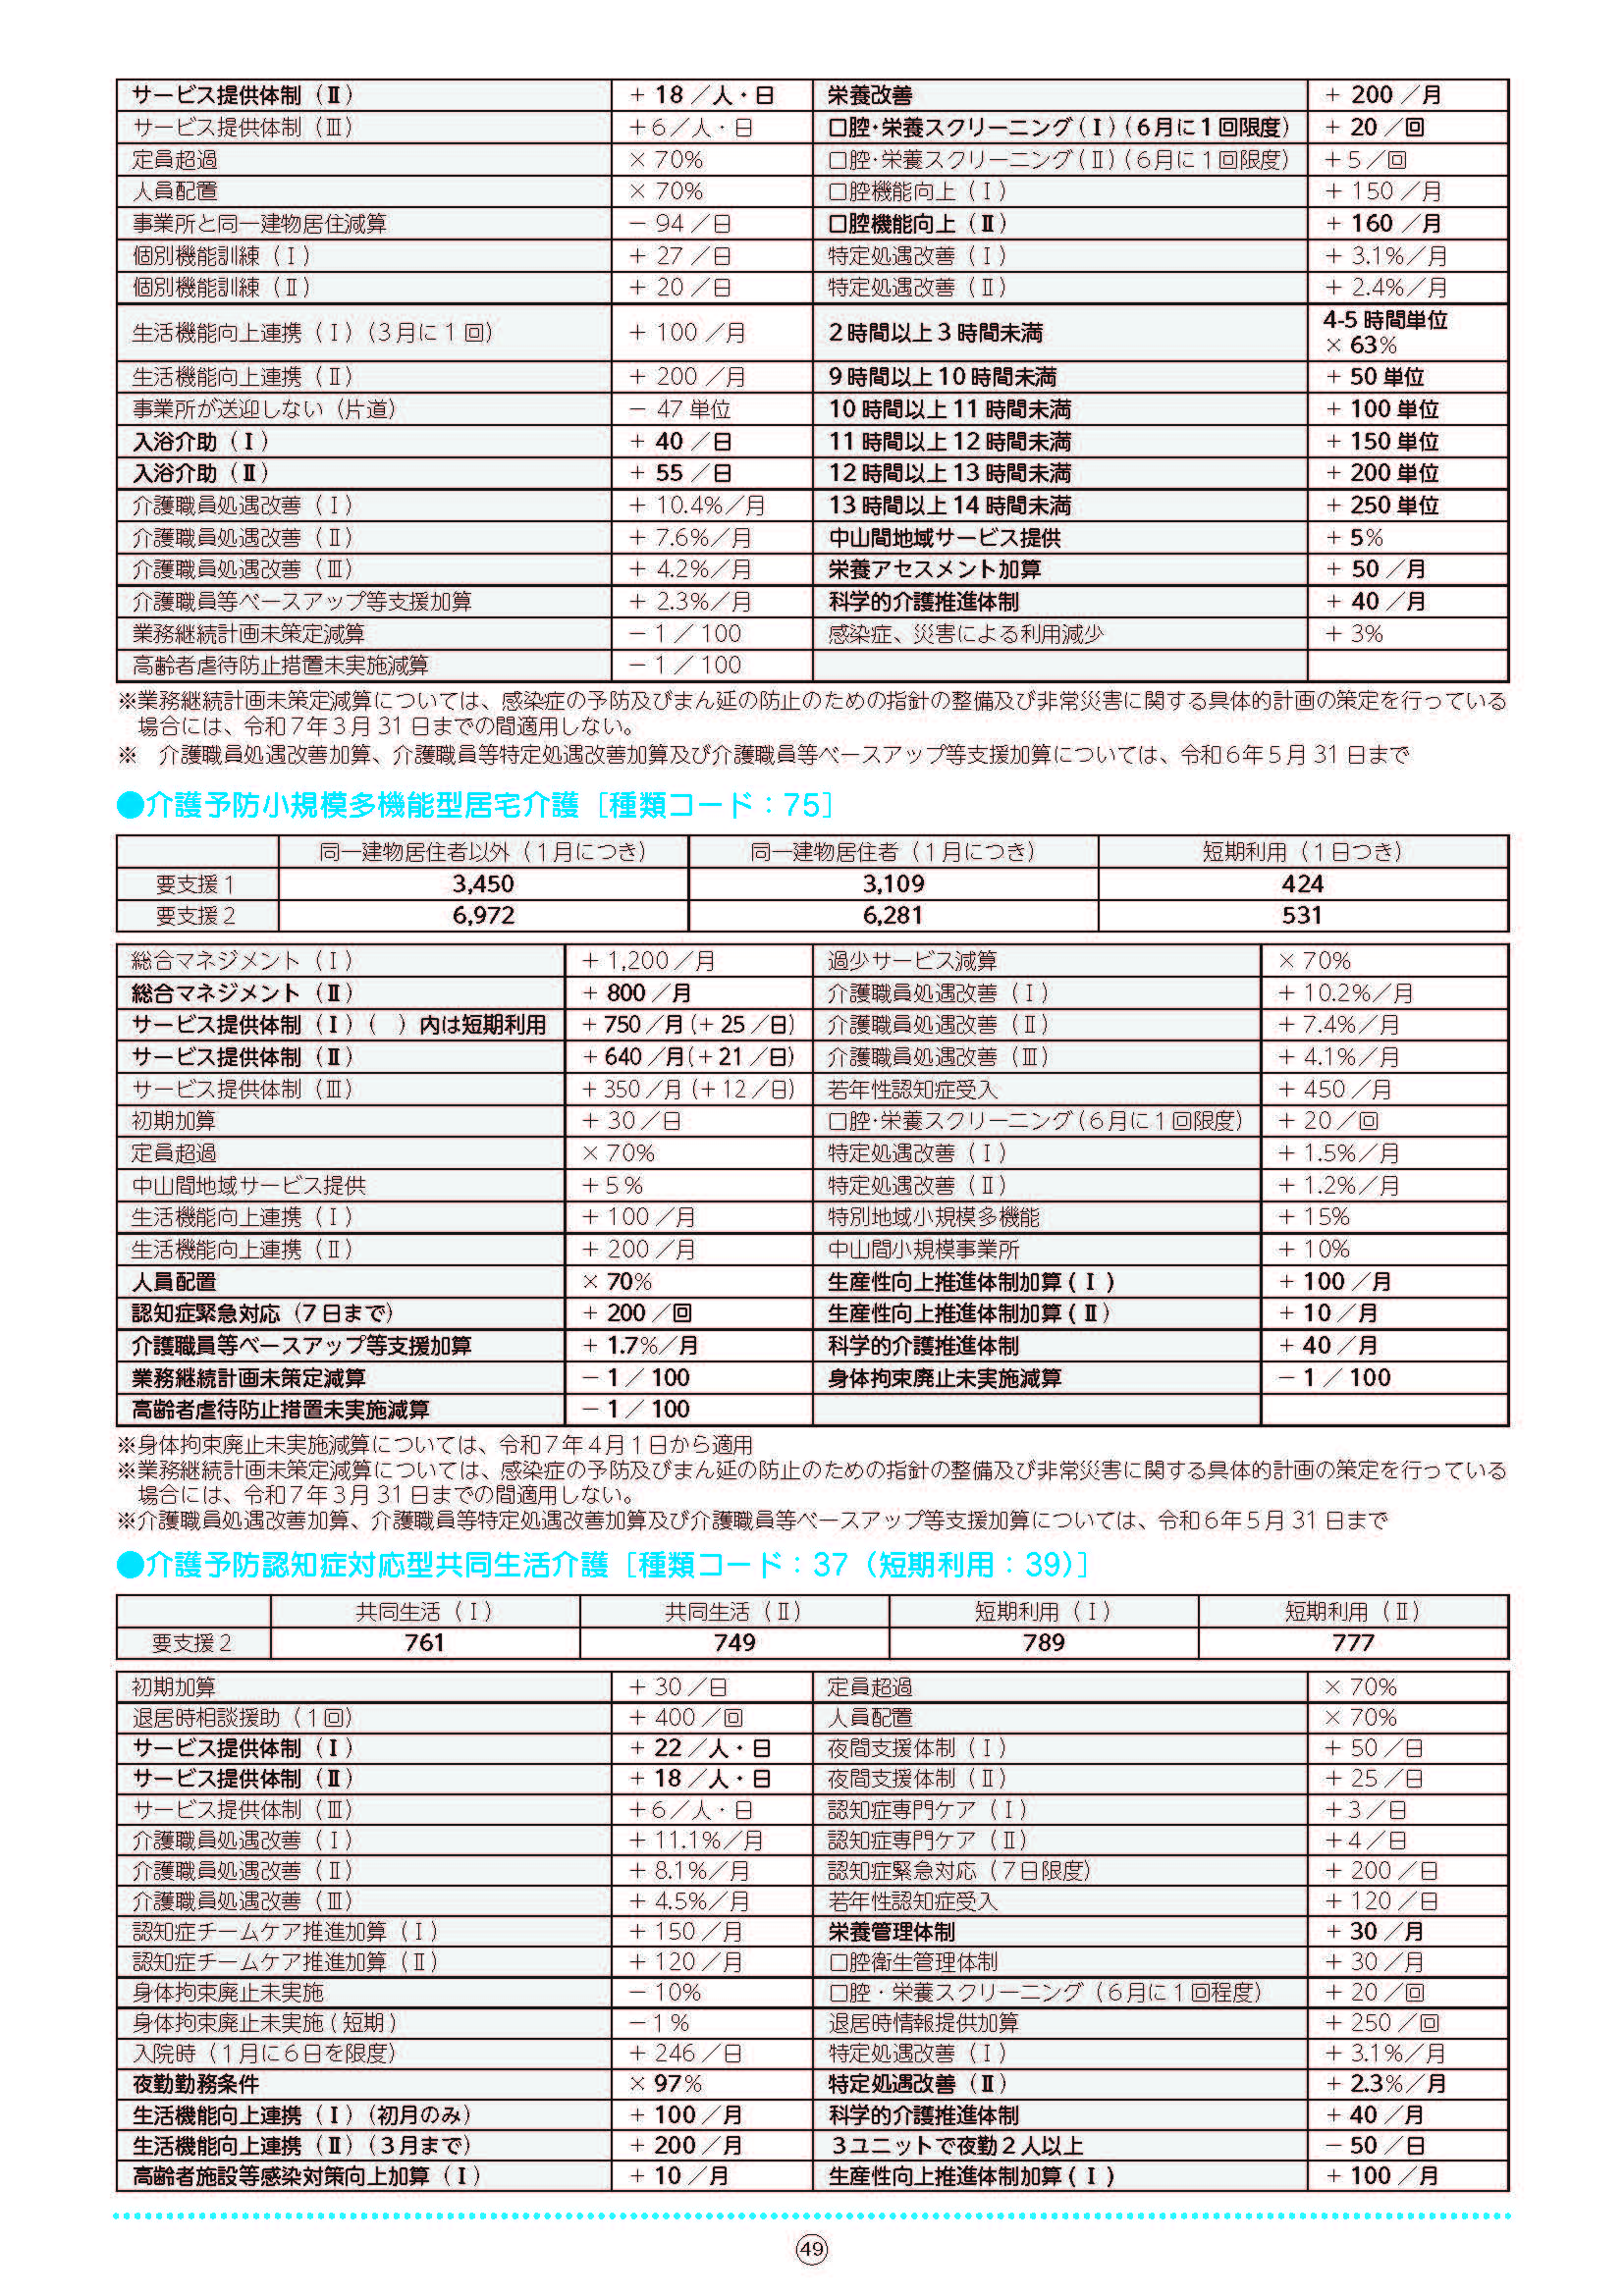 サービス提供体制（Ⅱ） ＋ 18 ／人・日 栄養改善 ＋ 200 ／月
サービス提供体制（Ⅲ） ＋6／人・日 口腔･栄養スクリーニング（Ⅰ）（６月に１回限度） ＋ 20 ／回
定員超過 × 70% 口腔･栄養スクリーニング（Ⅱ）（６月に１回限度） ＋5／回
人員配置 × 70% 口腔機能向上（Ⅰ） ＋ 150 ／月
事業所と同一建物居住減算 － 94 ／日 口腔機能向上（Ⅱ） ＋ 160 ／月
個別機能訓練（Ⅰ） ＋ 27 ／日 特定処遇改善（Ⅰ） ＋ 3.1%／月
個別機能訓練（Ⅱ） ＋ 20 ／日 特定処遇改善（Ⅱ） ＋ 2.4%／月
生活機能向上連携（Ⅰ）（３月に１回） ＋ 100 ／月 ２時間以上３時間未満 4-5 時間単位
× 63%
生活機能向上連携（Ⅱ） ＋ 200 ／月 ９時間以上 10 時間未満 ＋ 50 単位
事業所が送迎しない（片道） － 47 単位 10 時間以上 11 時間未満 ＋ 100 単位
入浴介助（Ⅰ） ＋ 40 ／日 11 時間以上 12 時間未満 ＋ 150 単位
入浴介助（Ⅱ） ＋ 55 ／日 12 時間以上 13 時間未満 ＋ 200 単位
介護職員処遇改善（Ⅰ） ＋ 10.4%／月 13 時間以上 14 時間未満 ＋ 250 単位
介護職員処遇改善（Ⅱ） ＋ 7.6%／月 中山間地域サービス提供 ＋ 5%
介護職員処遇改善（Ⅲ） ＋ 4.2%／月 栄養アセスメント加算 ＋ 50 ／月
介護職員等ベースアップ等支援加算 ＋ 2.3%／月 科学的介護推進体制 ＋ 40 ／月
業務継続計画未策定減算 －１／ 100 感染症、災害による利用減少 ＋ 3%
高齢者虐待防止措置未実施減算 －１／ 100
※業務継続計画未策定減算については、感染症の予防及びまん延の防止のための指針の整備及び非常災害に関する具体的計画の策定を行っている
場合には、令和７年３月 31 日までの間適用しない。
※　介護職員処遇改善加算、介護職員等特定処遇改善加算及び介護職員等ベースアップ等支援加算については、令和６年５月 31 日まで
●介護予防小規模多機能型居宅介護［種類コード：75］
同一建物居住者以外（１月につき） 同一建物居住者（１月につき） 短期利用（１日つき）
要支援１ 3,450 3,109 424
要支援２ 6,972 6,281 531
総合マネジメント（Ⅰ） ＋ 1,200 ／月 過少サービス減算 × 70%
総合マネジメント（Ⅱ） ＋ 800 ／月 介護職員処遇改善（Ⅰ） ＋ 10.2%／月
サービス提供体制（Ⅰ）（　）内は短期利用 ＋ 750 ／月（＋ 25 ／日） 介護職員処遇改善（Ⅱ） ＋ 7.4%／月
サービス提供体制（Ⅱ） ＋ 640 ／月（＋ 21 ／日） 介護職員処遇改善（Ⅲ） ＋ 4.1%／月
サービス提供体制（Ⅲ） ＋ 350 ／月（＋ 12 ／日） 若年性認知症受入 ＋ 450 ／月
初期加算 ＋ 30 ／日 口腔･栄養スクリーニング（６月に１回限度） ＋ 20 ／回
定員超過 × 70% 特定処遇改善（Ⅰ） ＋ 1.5%／月
中山間地域サービス提供 ＋５% 特定処遇改善（Ⅱ） ＋ 1.2%／月
生活機能向上連携（Ⅰ） ＋ 100 ／月 特別地域小規模多機能 ＋ 15%
生活機能向上連携（Ⅱ） ＋ 200 ／月 中山間小規模事業所 ＋ 10%
人員配置 × 70% 生産性向上推進体制加算 ( Ⅰ ) ＋ 100 ／月
認知症緊急対応（７日まで） ＋ 200 ／回 生産性向上推進体制加算 ( Ⅱ ) ＋ 10 ／月
介護職員等ベースアップ等支援加算 ＋ 1.7%／月 科学的介護推進体制 ＋ 40 ／月
業務継続計画未策定減算 －１／ 100 身体拘束廃止未実施減算 －１／ 100
高齢者虐待防止措置未実施減算 －１／ 100
※身体拘束廃止未実施減算については、令和７年４月１日から適用
※業務継続計画未策定減算については、感染症の予防及びまん延の防止のための指針の整備及び非常災害に関する具体的計画の策定を行っている
場合には、令和７年３月 31 日までの間適用しない。
※介護職員処遇改善加算、介護職員等特定処遇改善加算及び介護職員等ベースアップ等支援加算については、令和６年５月 31 日まで
●介護予防認知症対応型共同生活介護［種類コード：37（短期利用：39）］
共同生活（Ⅰ） 共同生活（Ⅱ） 短期利用（Ⅰ） 短期利用（Ⅱ）
要支援２ 761 749 789 777
初期加算 ＋ 30 ／日 定員超過 × 70%
退居時相談援助（１回） ＋ 400 ／回 人員配置 × 70%
サービス提供体制（Ⅰ） ＋ 22 ／人・日 夜間支援体制（Ⅰ） ＋ 50 ／日
サービス提供体制（Ⅱ） ＋ 18 ／人・日 夜間支援体制（Ⅱ） ＋ 25 ／日
サービス提供体制（Ⅲ） ＋6／人・日 認知症専門ケア（Ⅰ） ＋3／日
介護職員処遇改善（Ⅰ） ＋ 11.1%／月 認知症専門ケア（Ⅱ） ＋4／日
介護職員処遇改善（Ⅱ） ＋ 8.1%／月 認知症緊急対応（７日限度） ＋ 200 ／日
介護職員処遇改善（Ⅲ） ＋ 4.5%／月 若年性認知症受入 ＋ 120 ／日
認知症チームケア推進加算（Ⅰ） ＋ 150 ／月 栄養管理体制 ＋ 30 ／月
認知症チームケア推進加算（Ⅱ） ＋ 120 ／月 口腔衛生管理体制 ＋ 30 ／月
身体拘束廃止未実施 － 10% 口腔・栄養スクリーニング（６月に１回程度） ＋ 20 ／回
身体拘束廃止未実施 ( 短期 ) －１% 退居時情報提供加算 ＋ 250 ／回
入院時（１月に６日を限度） ＋ 246 ／日 特定処遇改善（Ⅰ） ＋ 3.1%／月
夜勤勤務条件 × 97% 特定処遇改善（Ⅱ） ＋ 2.3%／月
生活機能向上連携（Ⅰ）（初月のみ） ＋ 100 ／月 科学的介護推進体制 ＋ 40 ／月
生活機能向上連携（Ⅱ）（３月まで） ＋ 200 ／月 ３ユニットで夜勤２人以上 － 50 ／日
高齢者施設等感染対策向上加算（Ⅰ） ＋ 10 ／月 生産性向上推進体制加算 ( Ⅰ ) ＋ 100 ／月
49